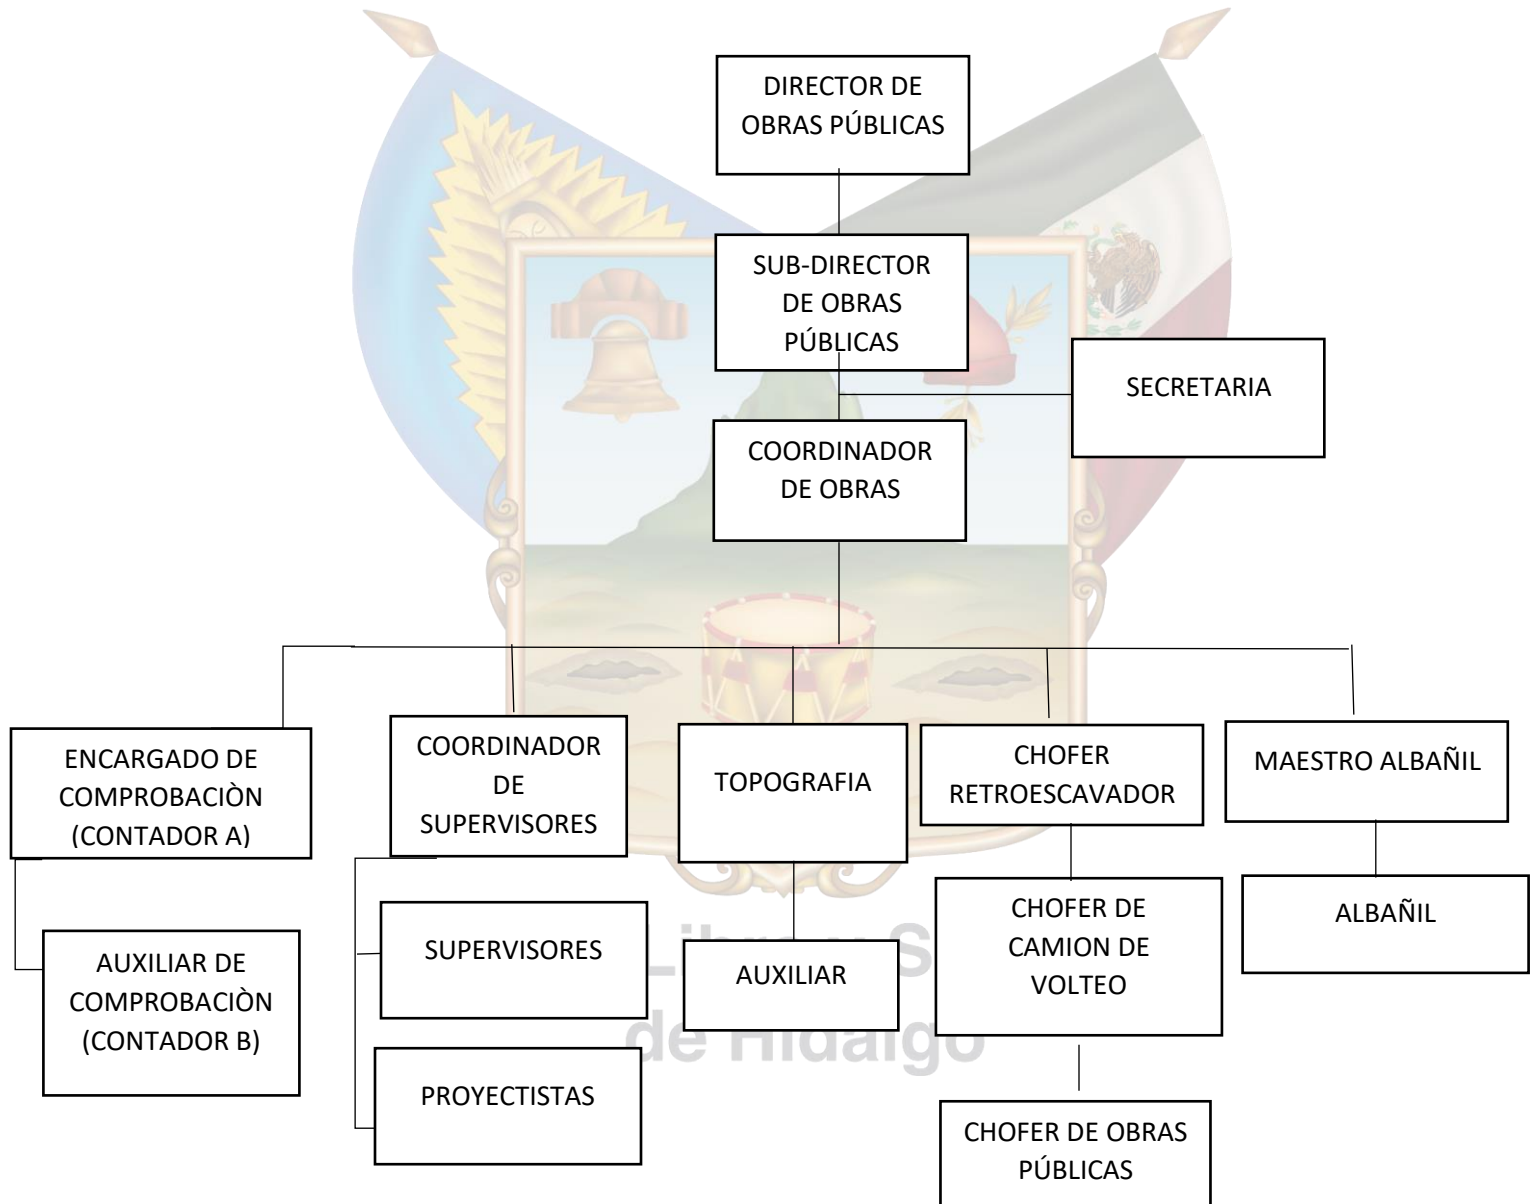 DIRECTOR DE
OBRAS PÚBLICAS
SUB-DIRECTOR
DE OBRAS
PÚBLICAS
SECRETARIA
COORDINADOR
DE OBRAS
ENCARGADO DE
COMPROBACIÒN
(CONTADOR A)
COORDINADOR
DE
SUPERVISORES
TOPOGRAFIA
CHOFER
RETROESCAVADOR
MAESTRO ALBAÑIL
AUXILIAR DE
COMPROBACIÒN
(CONTADOR B)
SUPERVISORES
PROYECTISTAS
AUXILIAR
CHOFER DE
CAMION DE
VOLTEO
CHOFER DE OBRAS
PÚBLICAS
ALBAÑIL
de Hidalgo